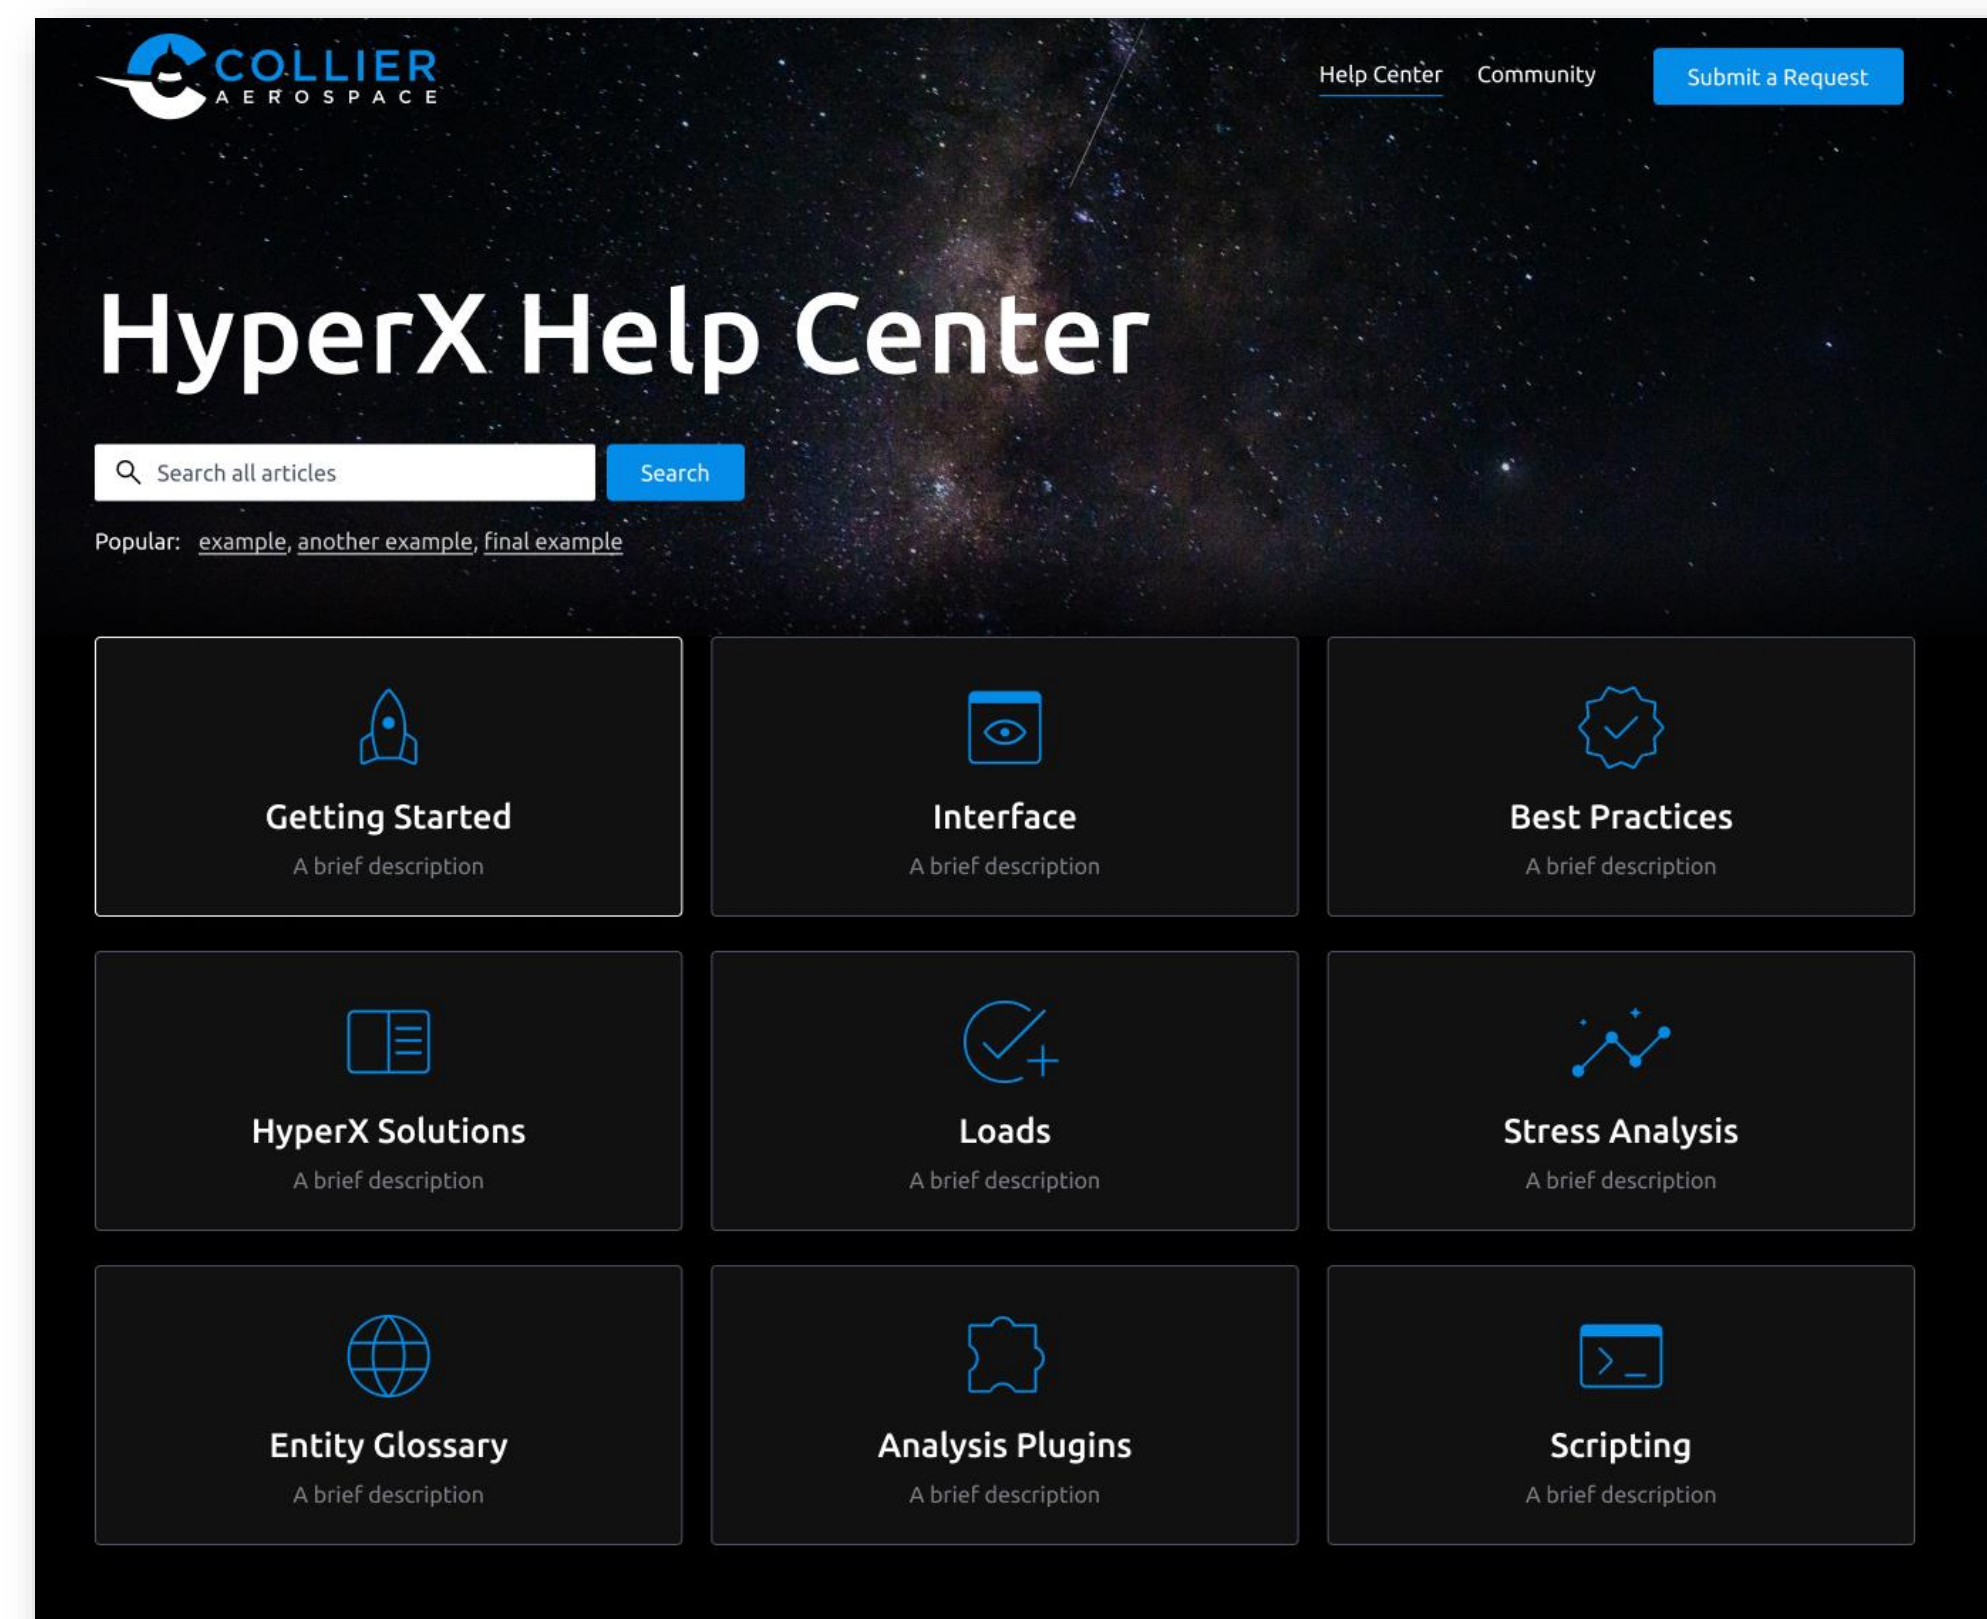 COLLIER
AEROSPACE
Help Center Community Submit a Request
HyperX Help Center
Search all articles Search
Popular: example, another example, final example
Getting Started Interface Best Practices
A brief description A brief description A brief description
HyperX Solutions Loads Stress Analysis
A brief description A brief description A brief description
Entity Glossary Analysis Plugins Scripting
A brief description A brief description A brief description